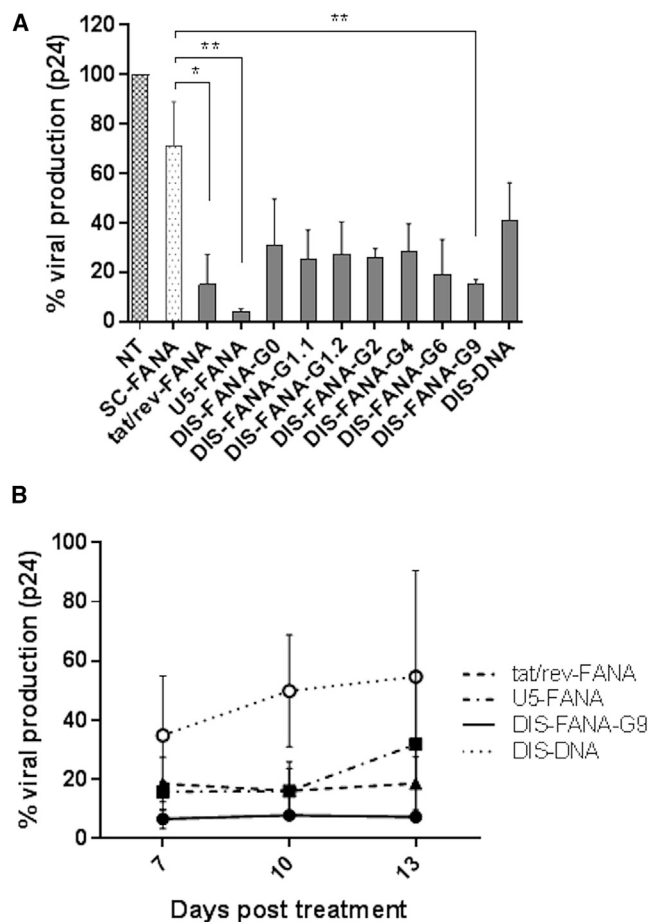 A
% viral production (p24)
120
100
80
60
40
20
0
*
**
**
NT
SC-FANA
tat/rev-FANA
U5-FANA
DIS-FANA-G0
DIS-FANA-G1.1
DIS-FANA-G1.2
DIS-FANA-G2
DIS-FANA-G4
DIS-FANA-G6
DIS-FANA-G9
DIS-DNA
B
% viral production (p24)
100
80
60
40
20
0
7
10
13
Days post treatment
tat/rev-FANA
U5-FANA
DIS-FANA-G9
DIS-DNA